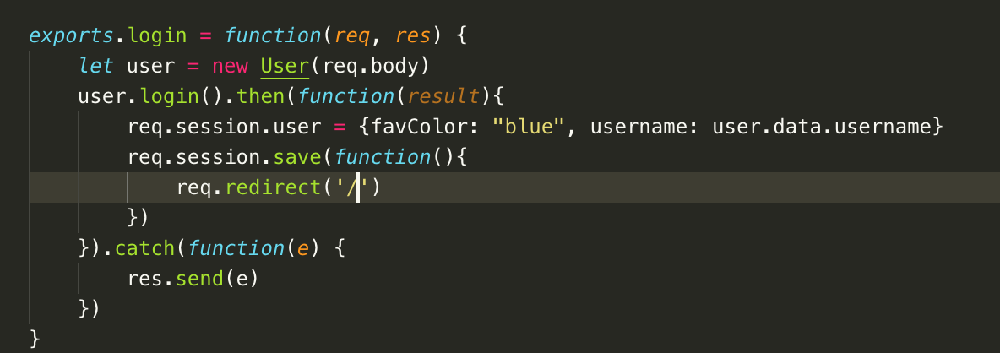 exports.login = function(req, res) {
    let user = new User(req.body)
    user.login().then(function(result){
        req.session.user = {favColor: "blue", username: user.data.username}
        req.session.save(function(){
            req.redirect('/')
        })
    }).catch(function(e) {
        res.send(e)
    })
}